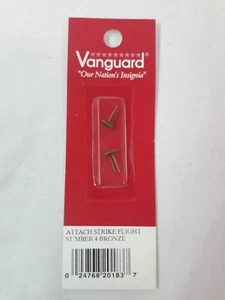 Vanguard
"Our Nation's Insignia"
ATTACH STRIKE FLIGHT
NUMBER 4 BRONZE
0 24768 20183 7